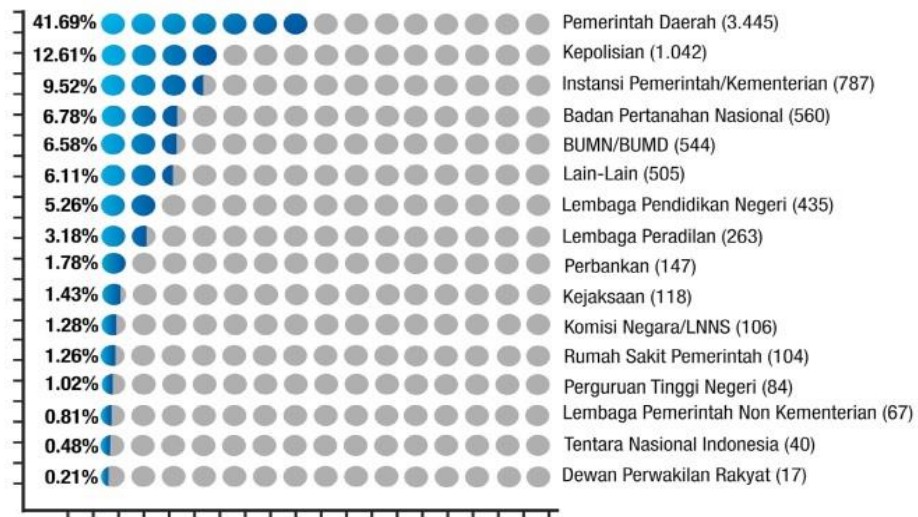 41.69% Pemerintah Daerah (3.445)
12.61% Kepolisian (1.042)
9.52% Instansi Pemerintah/Kementerian (787)
6.78% Badan Pertanahan Nasional (560)
6.58% BUMN/BUMD (544)
6.11% Lain-Lain (505)
5.26% Lembaga Pendidikan Negeri (435)
3.18% Lembaga Peradilan (263)
1.78% Perbankan (147)
1.43% Kejaksaan (118)
1.28% Komisi Negara/LNNS (106)
1.26% Rumah Sakit Pemerintah (104)
1.02% Perguruan Tinggi Negeri (84)
0.81% Lembaga Pemerintah Non Kementerian (67)
0.48% Tentara Nasional Indonesia (40)
0.21% Dewan Perwakilan Rakyat (17)